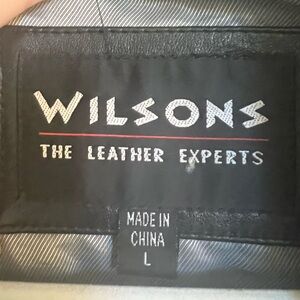 WILSONS
THE LEATHER EXPERTS
MADE IN
CHINA
L